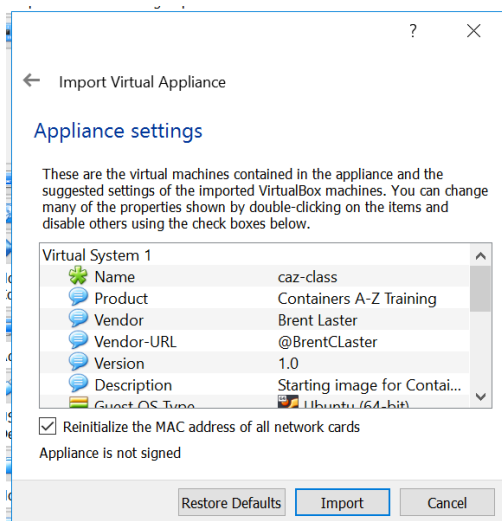 ?
Import Virtual Appliance
Appliance settings
These are the virtual machines contained in the appliance and the
suggested settings of the imported VirtualBox machines. You can change
many of the properties shown by double-clicking on the items and
disable others using the check boxes below.
Virtual System 1
Name caz-class
Product Containers A-Z Training
Vendor Brent Laster
Vendor-URL @BrentCLaster
Version 1.0
Description Starting image for Contai...
Guest OS Type Ubuntu (64-bit)
Reinitialize the MAC address of all network cards
Appliance is not signed
Restore Defaults Import Cancel